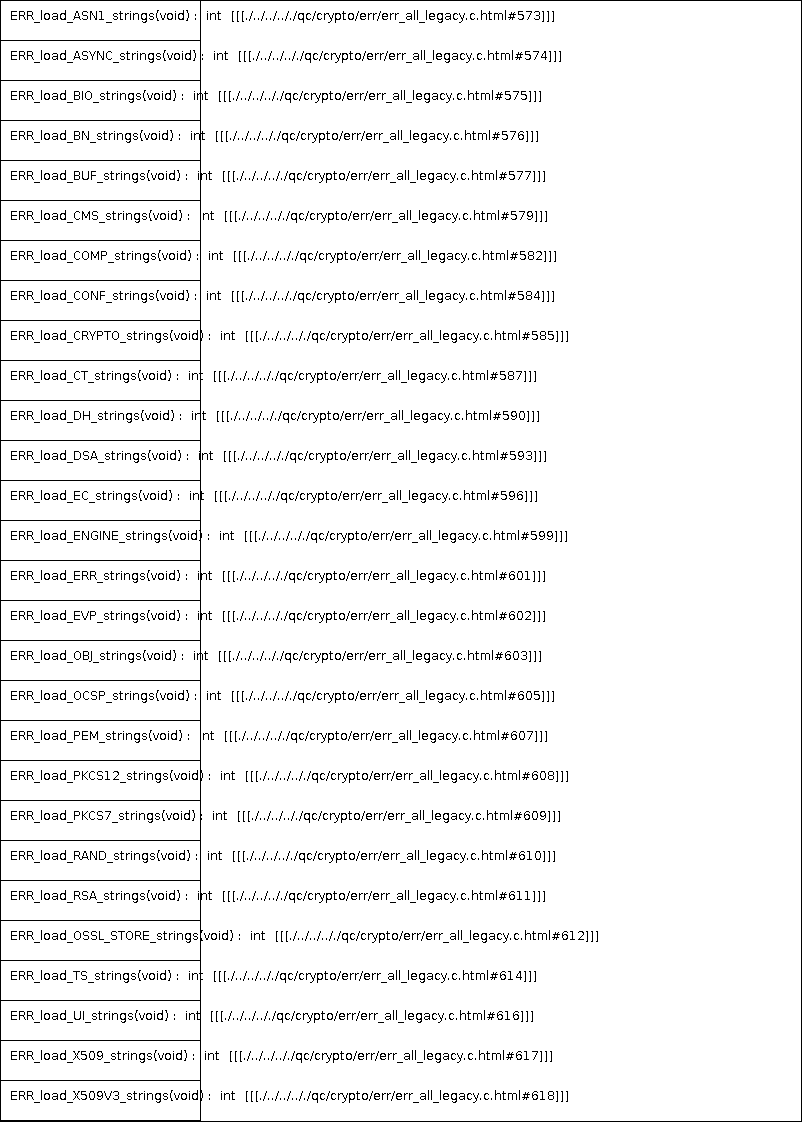 ERR_load_ASN1_strings(void) : int [[[./../../../../qc/crypto/err/err_all_legacy.c.html#573]]]
ERR_load_ASYNC_strings(void) : int [[[./../../../../qc/crypto/err/err_all_legacy.c.html#574]]]
ERR_load_BIO_strings(void) : int [[[./../../../../qc/crypto/err/err_all_legacy.c.html#575]]]
ERR_load_BN_strings(void) : int [[[./../../../../qc/crypto/err/err_all_legacy.c.html#576]]]
ERR_load_BUF_strings(void) : int [[[./../../../../qc/crypto/err/err_all_legacy.c.html#577]]]
ERR_load_CMS_strings(void) : int [[[./../../../../qc/crypto/err/err_all_legacy.c.html#579]]]
ERR_load_COMP_strings(void) : int [[[./../../../../qc/crypto/err/err_all_legacy.c.html#582]]]
ERR_load_CONF_strings(void) : int [[[./../../../../qc/crypto/err/err_all_legacy.c.html#584]]]
ERR_load_CRYPTO_strings(void) : int [[[./../../../../qc/crypto/err/err_all_legacy.c.html#585]]]
ERR_load_CT_strings(void) : int [[[./../../../../qc/crypto/err/err_all_legacy.c.html#587]]]
ERR_load_DH_strings(void) : int [[[./../../../../qc/crypto/err/err_all_legacy.c.html#590]]]
ERR_load_DSA_strings(void) : int [[[./../../../../qc/crypto/err/err_all_legacy.c.html#593]]]
ERR_load_EC_strings(void) : int [[[./../../../../qc/crypto/err/err_all_legacy.c.html#596]]]
ERR_load_ENGINE_strings(void) : int [[[./../../../../qc/crypto/err/err_all_legacy.c.html#599]]]
ERR_load_ERR_strings(void) : int [[[./../../../../qc/crypto/err/err_all_legacy.c.html#601]]]
ERR_load_EVP_strings(void) : int [[[./../../../../qc/crypto/err/err_all_legacy.c.html#602]]]
ERR_load_OBJ_strings(void) : int [[[./../../../../qc/crypto/err/err_all_legacy.c.html#603]]]
ERR_load_OCSP_strings(void) : int [[[./../../../../qc/crypto/err/err_all_legacy.c.html#605]]]
ERR_load_PEM_strings(void) : int [[[./../../../../qc/crypto/err/err_all_legacy.c.html#607]]]
ERR_load_PKCS12_strings(void) : int [[[./../../../../qc/crypto/err/err_all_legacy.c.html#608]]]
ERR_load_PKCS7_strings(void) : int [[[./../../../../qc/crypto/err/err_all_legacy.c.html#609]]]
ERR_load_RAND_strings(void) : int [[[./../../../../qc/crypto/err/err_all_legacy.c.html#610]]]
ERR_load_RSA_strings(void) : int [[[./../../../../qc/crypto/err/err_all_legacy.c.html#611]]]
ERR_load_OSSL_STORE_strings(void) : int [[[./../../../../qc/crypto/err/err_all_legacy.c.html#612]]]
ERR_load_TS_strings(void) : int [[[./../../../../qc/crypto/err/err_all_legacy.c.html#614]]]
ERR_load_UI_strings(void) : int [[[./../../../../qc/crypto/err/err_all_legacy.c.html#616]]]
ERR_load_X509_strings(void) : int [[[./../../../../qc/crypto/err/err_all_legacy.c.html#617]]]
ERR_load_X509V3_strings(void) : int [[[./../../../../qc/crypto/err/err_all_legacy.c.html#618]]]